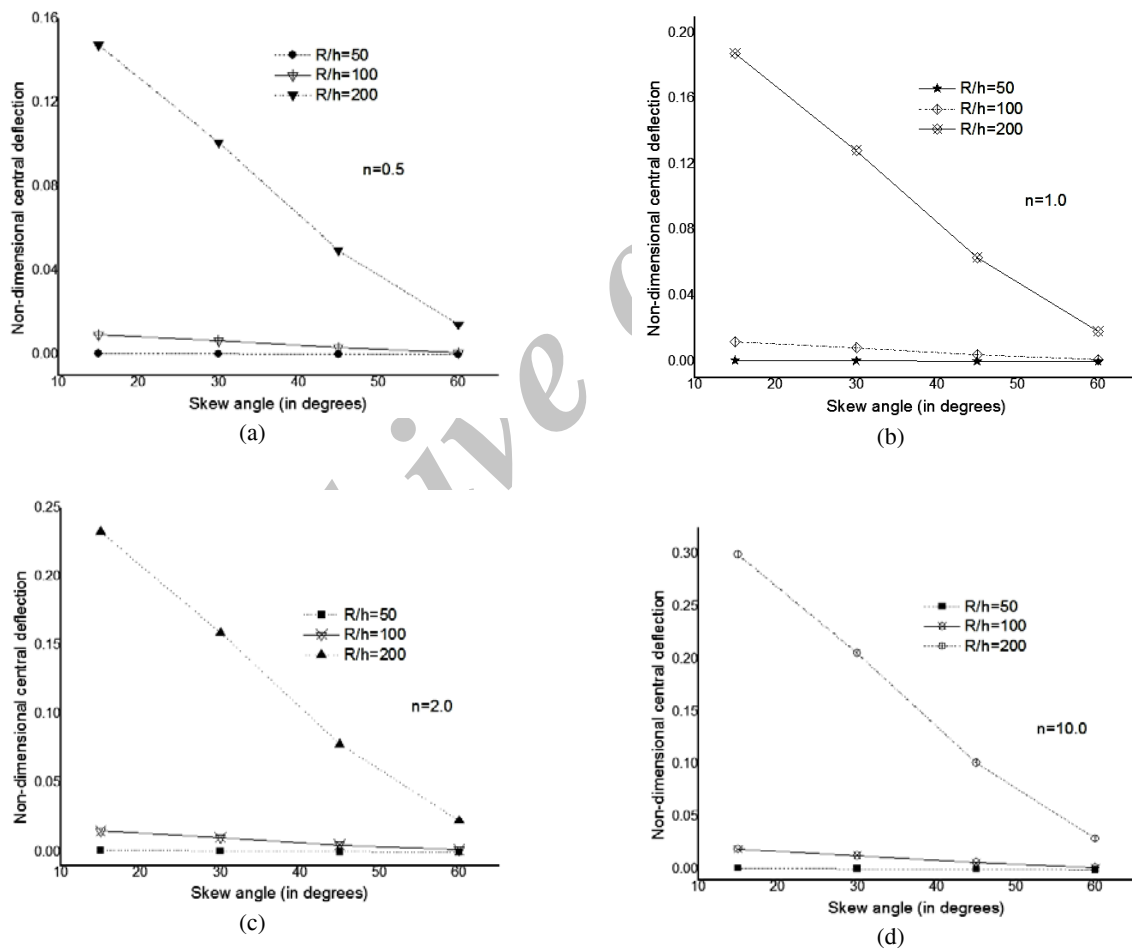 0.16
0.12
0.08
0.04
0.00
Non-dimensional central deflection
R/h=50
R/h=100
R/h=200
n=0.5
10 20 30 40 50 60
Skew angle (in degrees)
(a)
0.20
0.16
0.12
0.08
0.04
0.00
Non-dimensional central deflection
R/h=50
R/h=100
R/h=200
n=1.0
10 20 30 40 50 60
Skew angle (in degrees)
(b)
ive
0.25
0.20
0.15
0.10
0.05
0.00
Non-dimensional central deflection
R/h=50
R/h=100
R/h=200
n=2.0
10 20 30 40 50 60
Skew angle (in degrees)
(c)
0.30
0.25
0.20
0.15
0.10
0.05
0.00
Non-dimensional central deflection
R/h=50
R/h=100
R/h=200
n=10.0
10 20 30 40 50 60
Skew angle (in degrees)
(d)